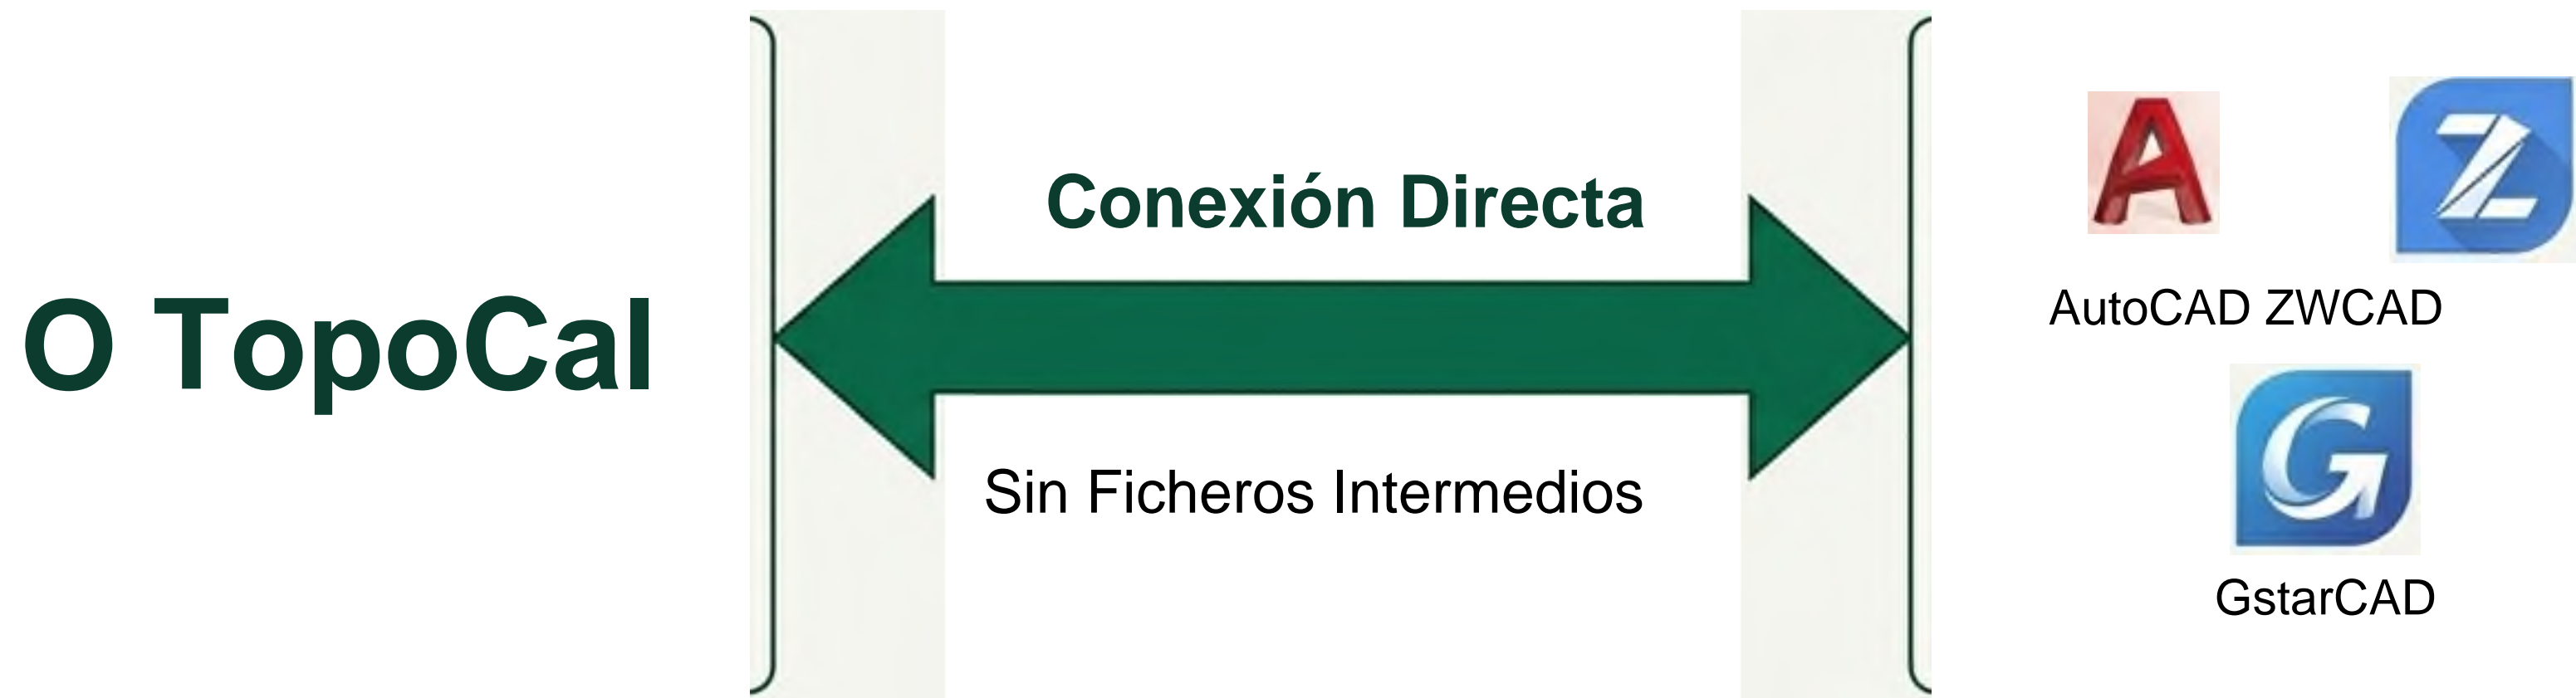 O TopoCal
Conexión Directa
Sin Ficheros Intermedios
AutoCAD ZWCAD
GstarCAD